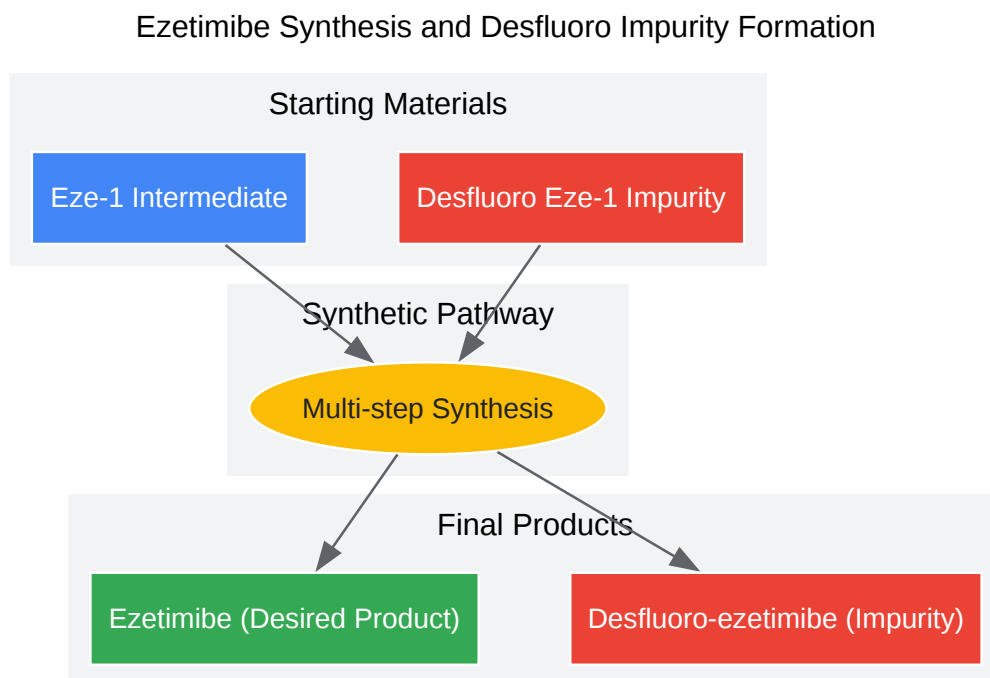 Ezetimibe Synthesis and Desfluoro Impurity Formation
Starting Materials
Eze-1 Intermediate
Desfluoro Eze-1 Impurity
Synthetic Pathway
Multi-step Synthesis
Final Products
Ezetimibe (Desired Product)
Desfluoro-ezetimibe (Impurity)